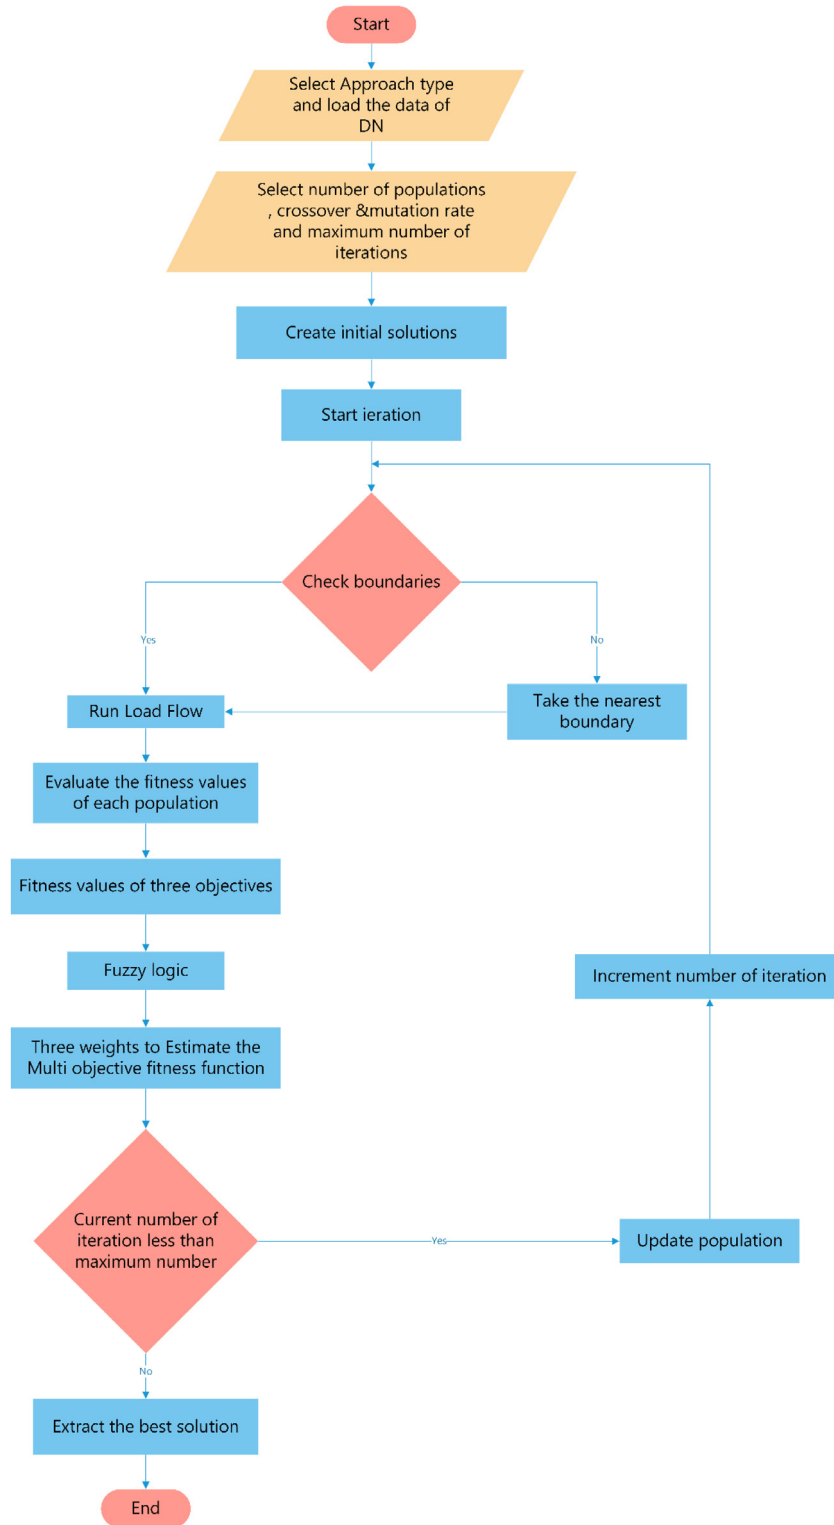 Start
Select Approach type
and load the data of
DN
Select number of populations
, crossover &mutation rate
and maximum number of
iterations
Create initial solutions
Start ieration
Check boundaries
Yes
No
Run Load Flow
Take the nearest
boundary
Evaluate the fitness values
of each population
Fitness values of three objectives
Fuzzy logic
Increment number of iteration
Three weights to Estimate the
Multi objective fitness function
Current number of
iteration less than
maximum number
Yes
Update population
No
Extract the best solution
End